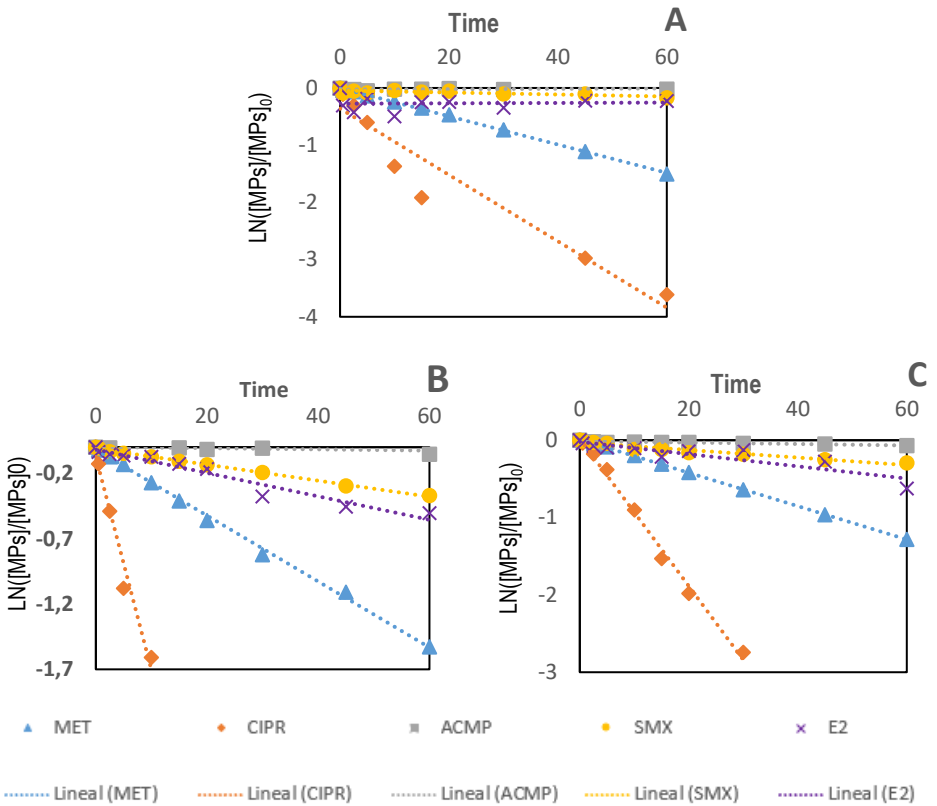 Time
A
0 20 40 60
0
-1
-2
-3
-4
LN([MPs]/[MPs]0)
Time
B
0 20 40 60
-0,2
-0,7
-1,2
-1,7
LN([MPs]/[MPs]0)
Time
C
0 20 40 60
0
-1
-2
-3
LN([MPs]/[MPs]0)
MET CIPR ACMP SMX E2
Lineal (MET) Lineal (CIPR) Lineal (ACMP) Lineal (SMX) Lineal (E2)